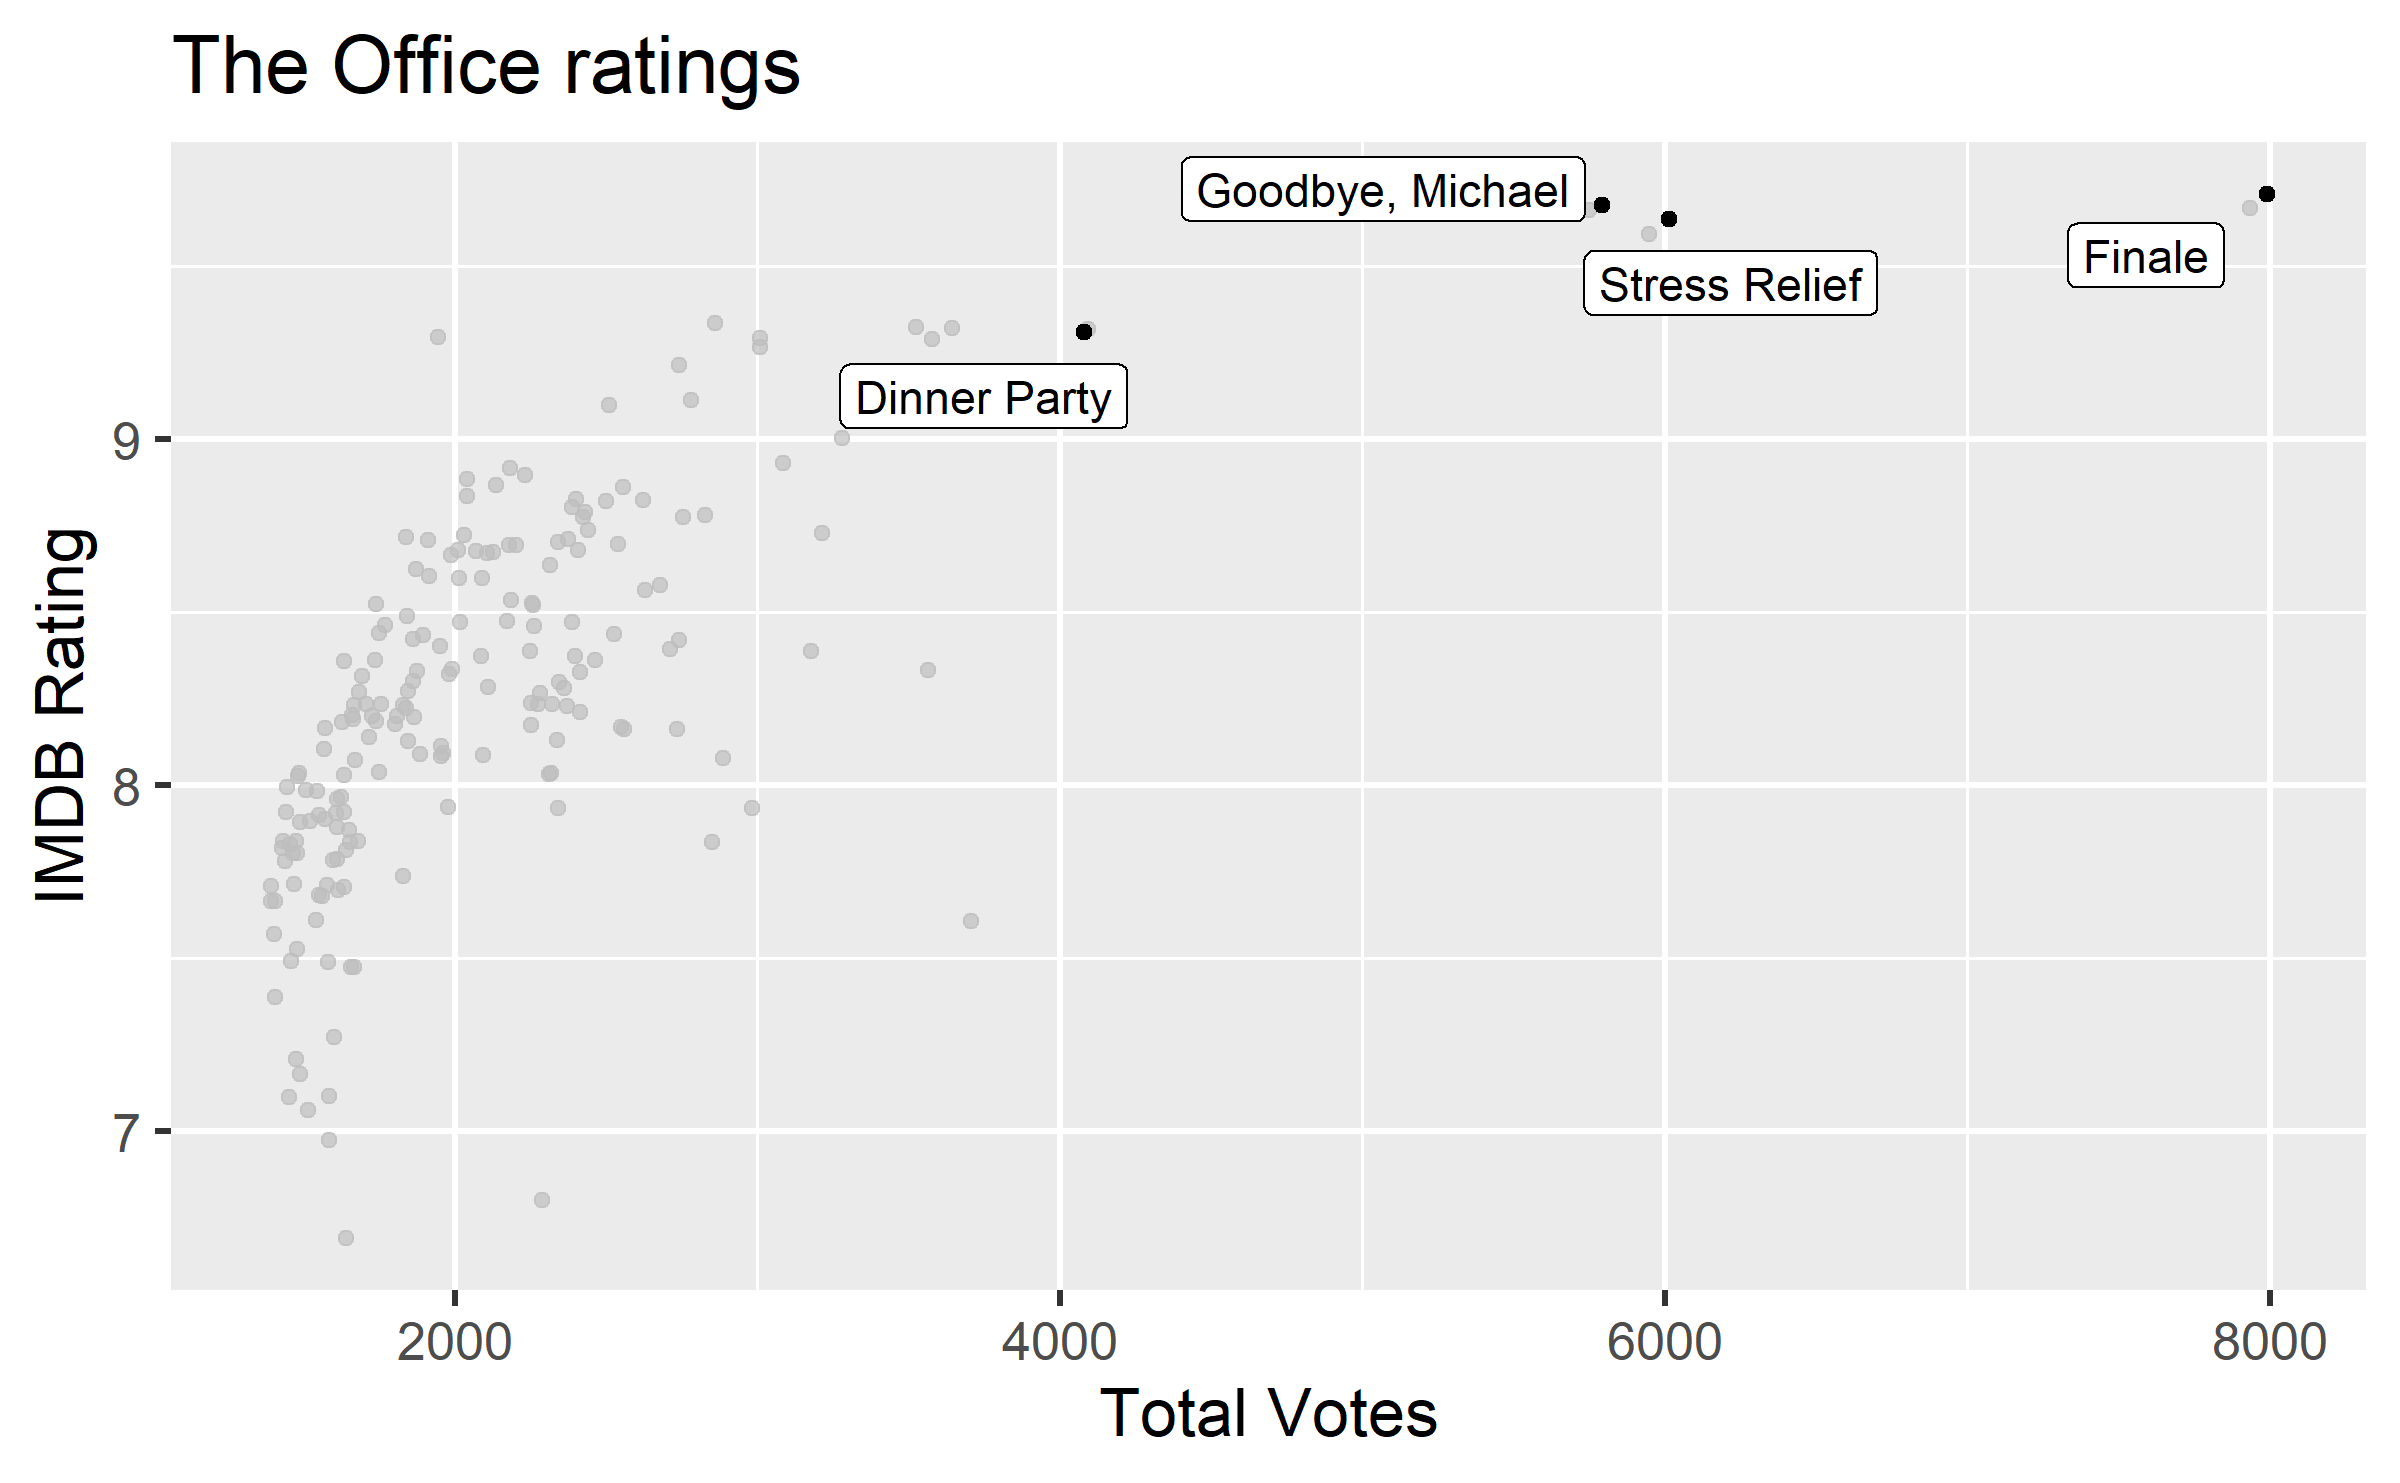 The Office ratings
Goodbye, Michael
Stress Relief
Finale
Dinner Party
9
8
7
IMDB Rating
2000 4000 6000 8000
Total Votes